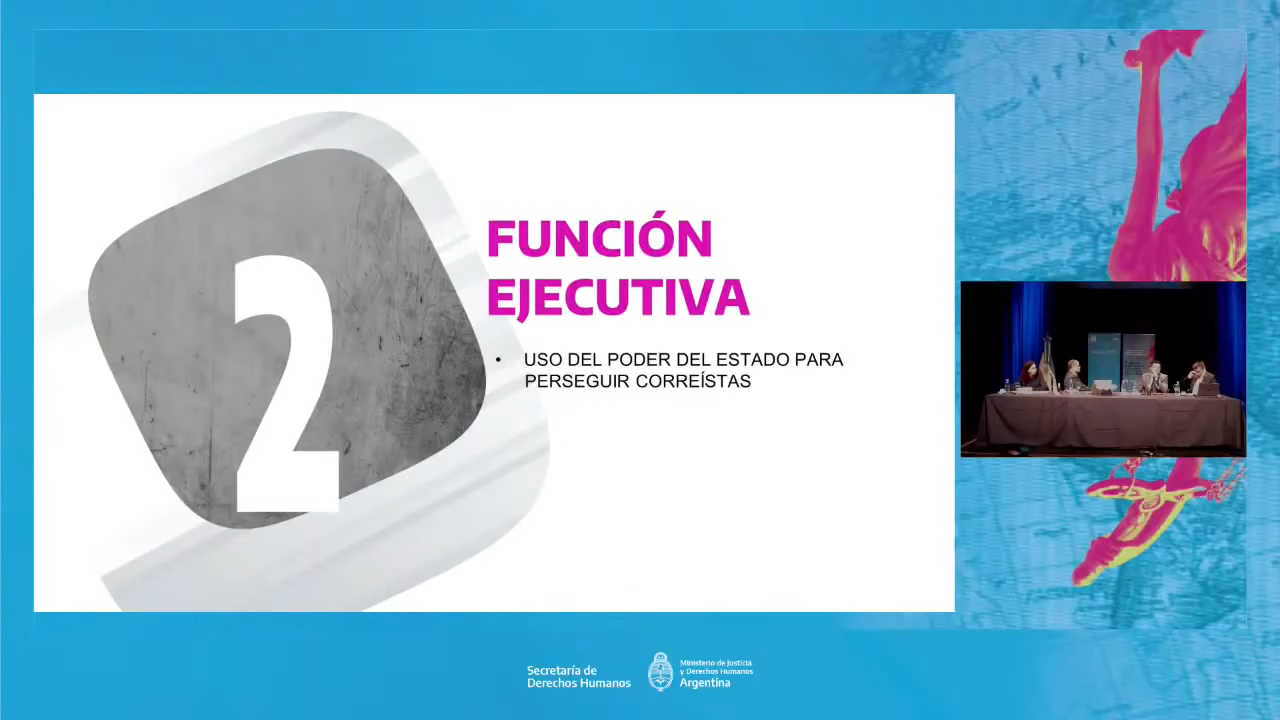 2
FUNCIÓN
EJECUTIVA
• USO DEL PODER DEL ESTADO PARA
PERSEGUIR CORREÍSTAS
Secretaría de
Derechos Humanos
Ministerio de Justicia
y Derechos Humanos
Argentina